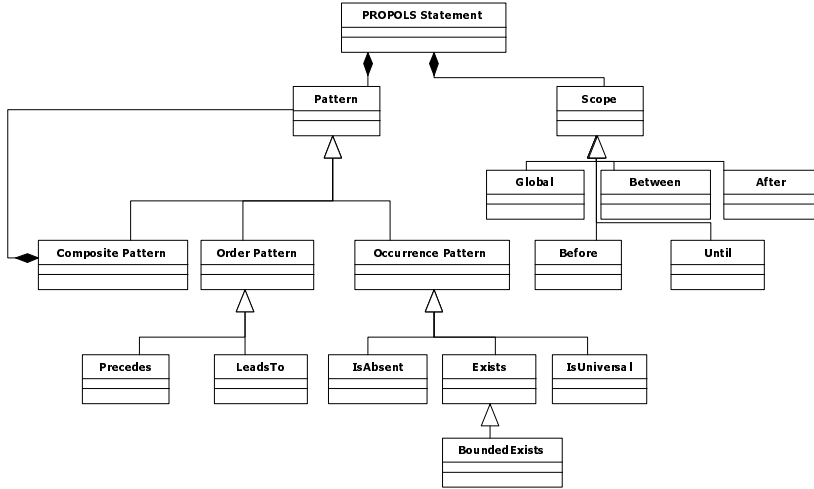 PROPOLS Statement
Pattern
Scope
Global
Between
After
Composite Pattern
Order Pattern
Occurrence Pattern
Before
Until
Precedes
LeadsTo
IsAbsent
Exists
IsUniversal
BoundedExists